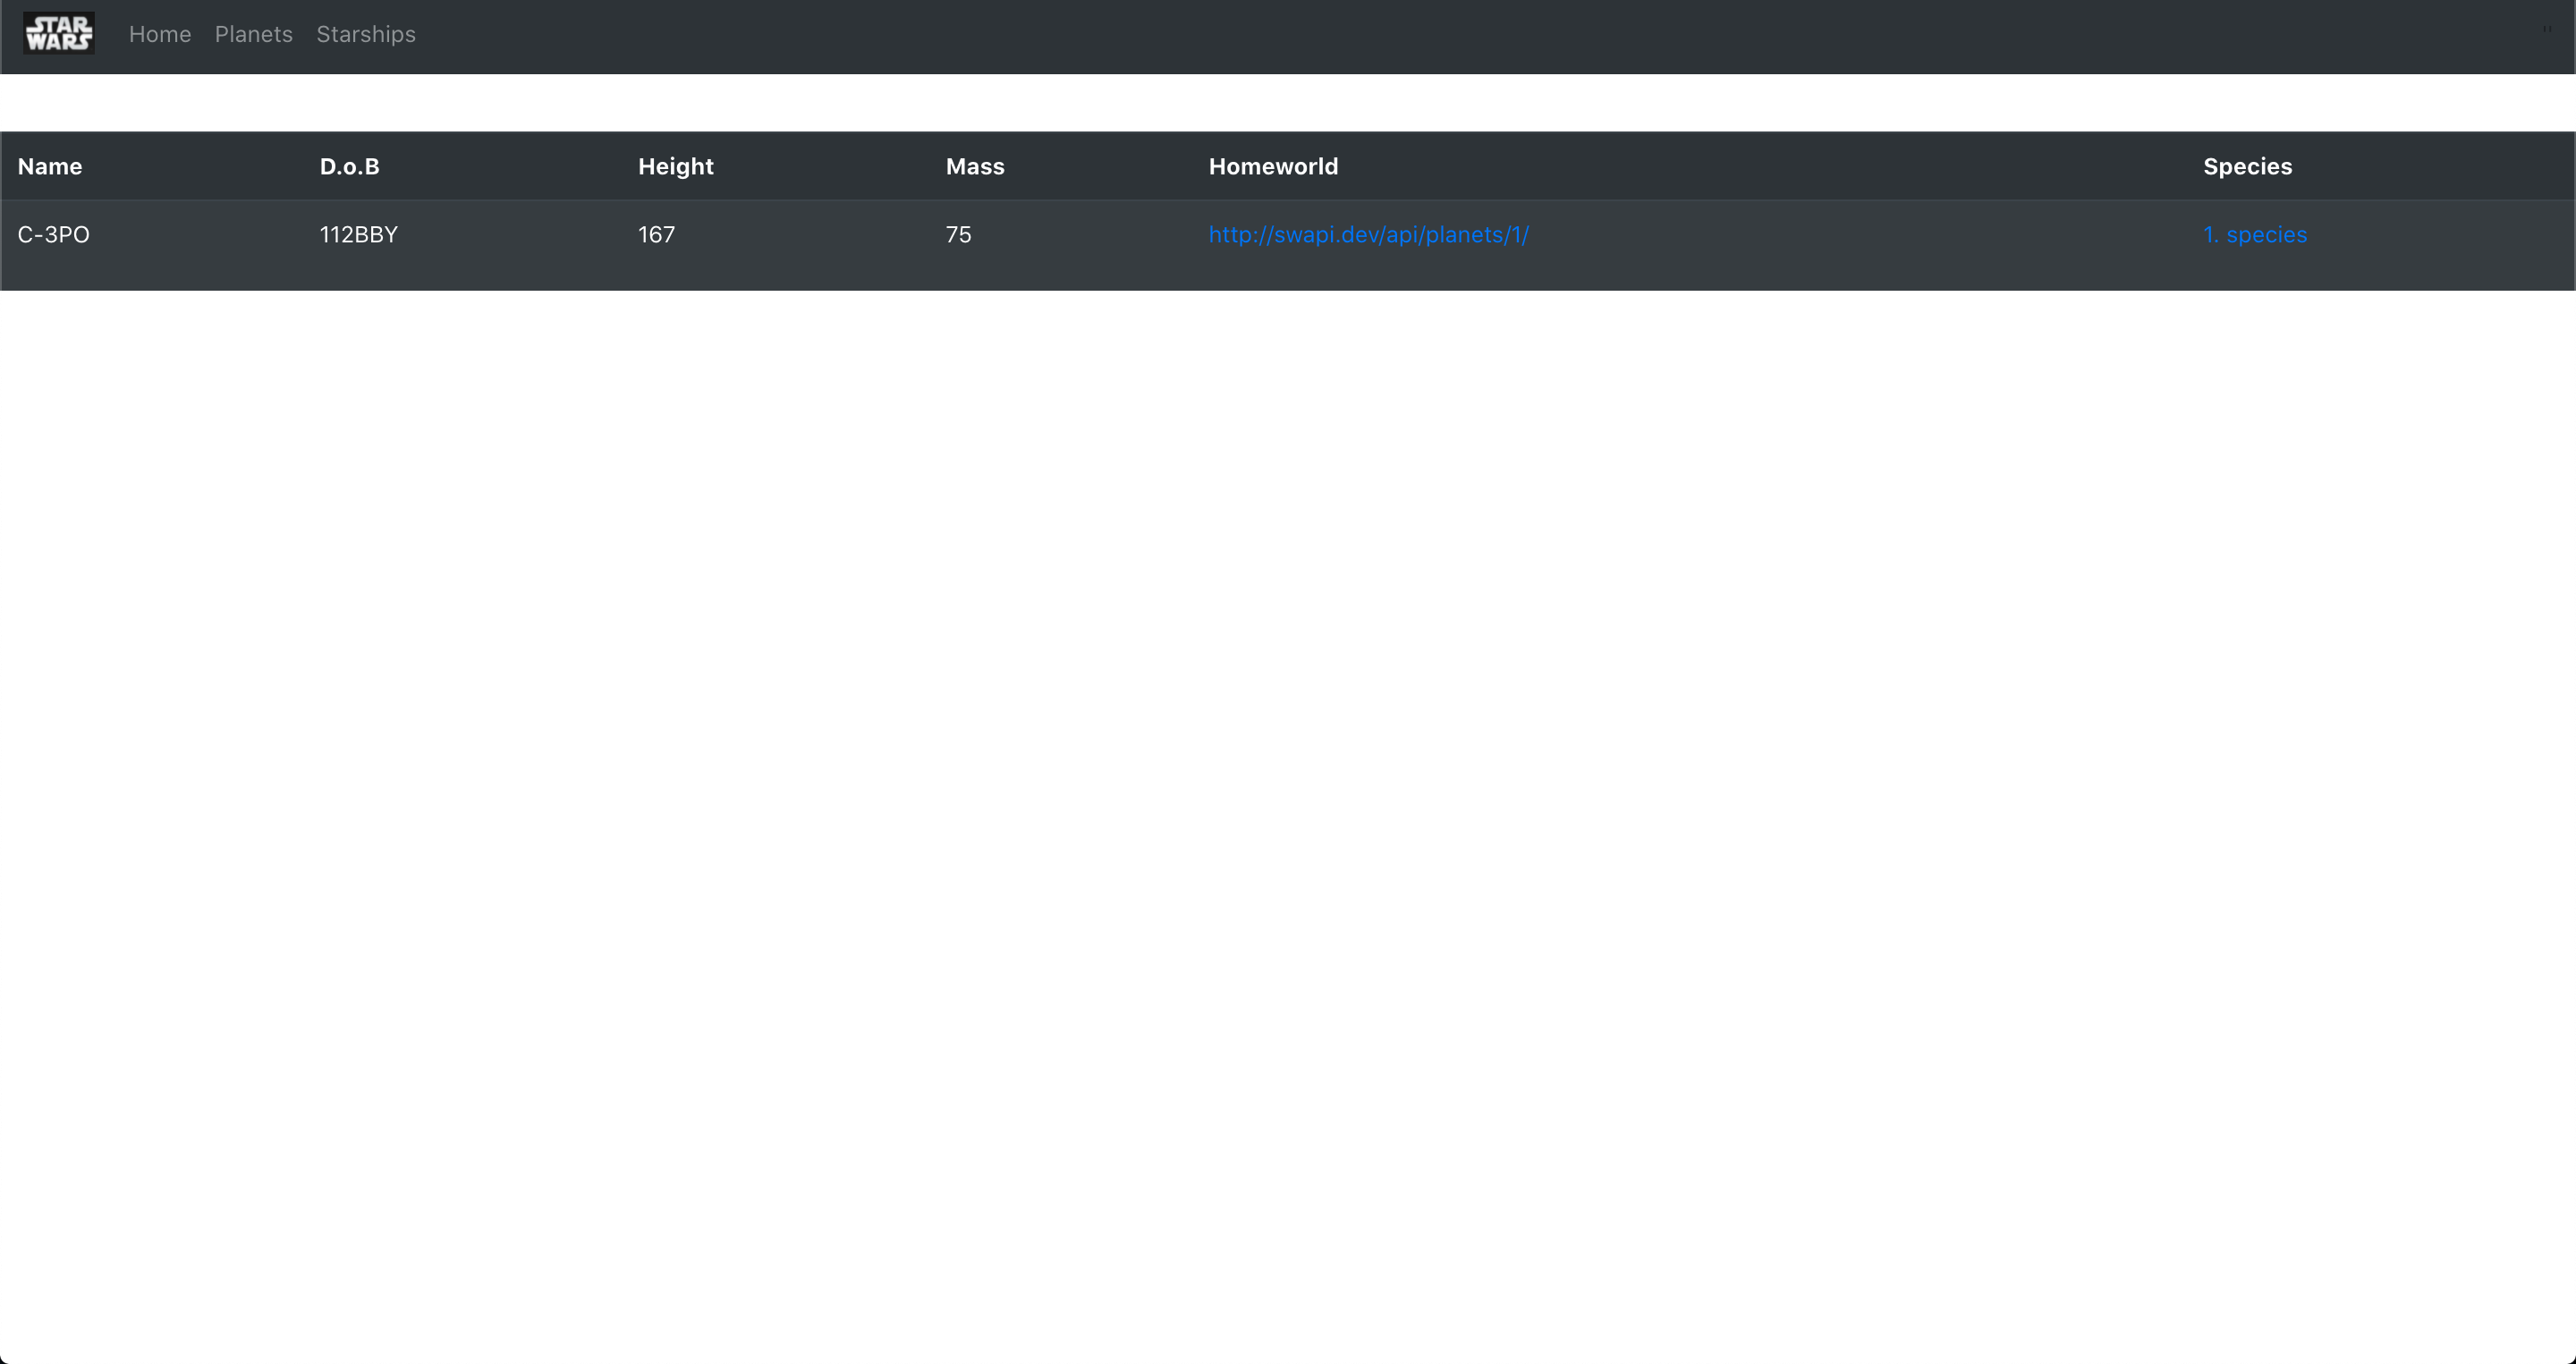 STAR WARS Home Planets Starships "
Name D.o.B Height Mass Homeworld Species
C-3PO 112BBY 167 75 http://swapi.dev/api/planets/1/ 1. species